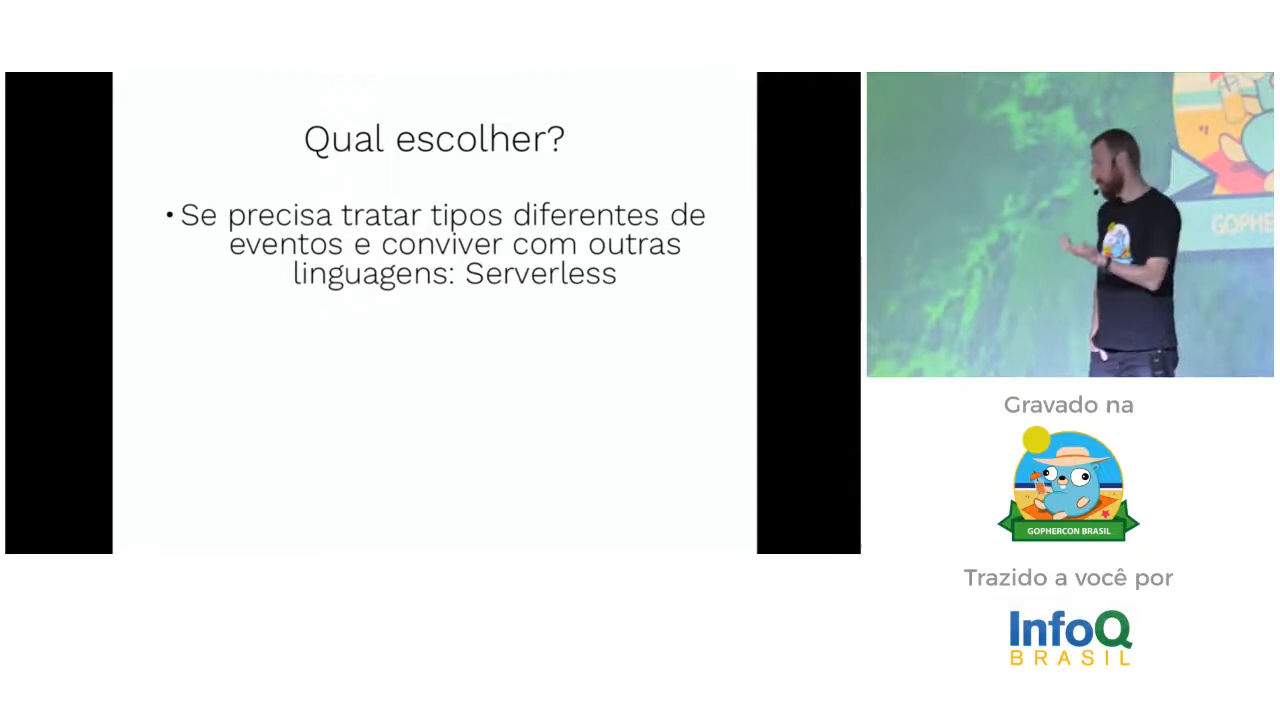 Qual escolher?
• Se precisa tratar tipos diferentes de
eventos e conviver com outras
linguagens: Serverless
GOPHE
Gravado na
GOPHERCON BRASIL
Trazido a você por
InfoQ
BRASIL